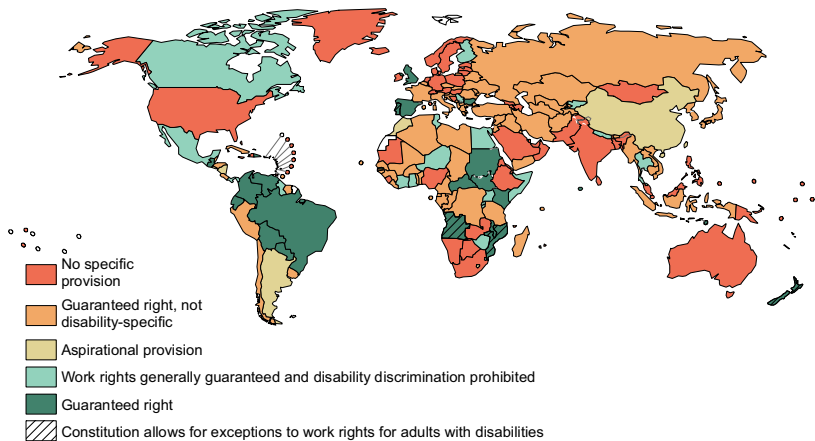 No specific
provision
Guaranteed right, not
disability-specific
Aspirational provision
Work rights generally guaranteed and disability discrimination prohibited
Guaranteed right
Constitution allows for exceptions to work rights for adults with disabilities